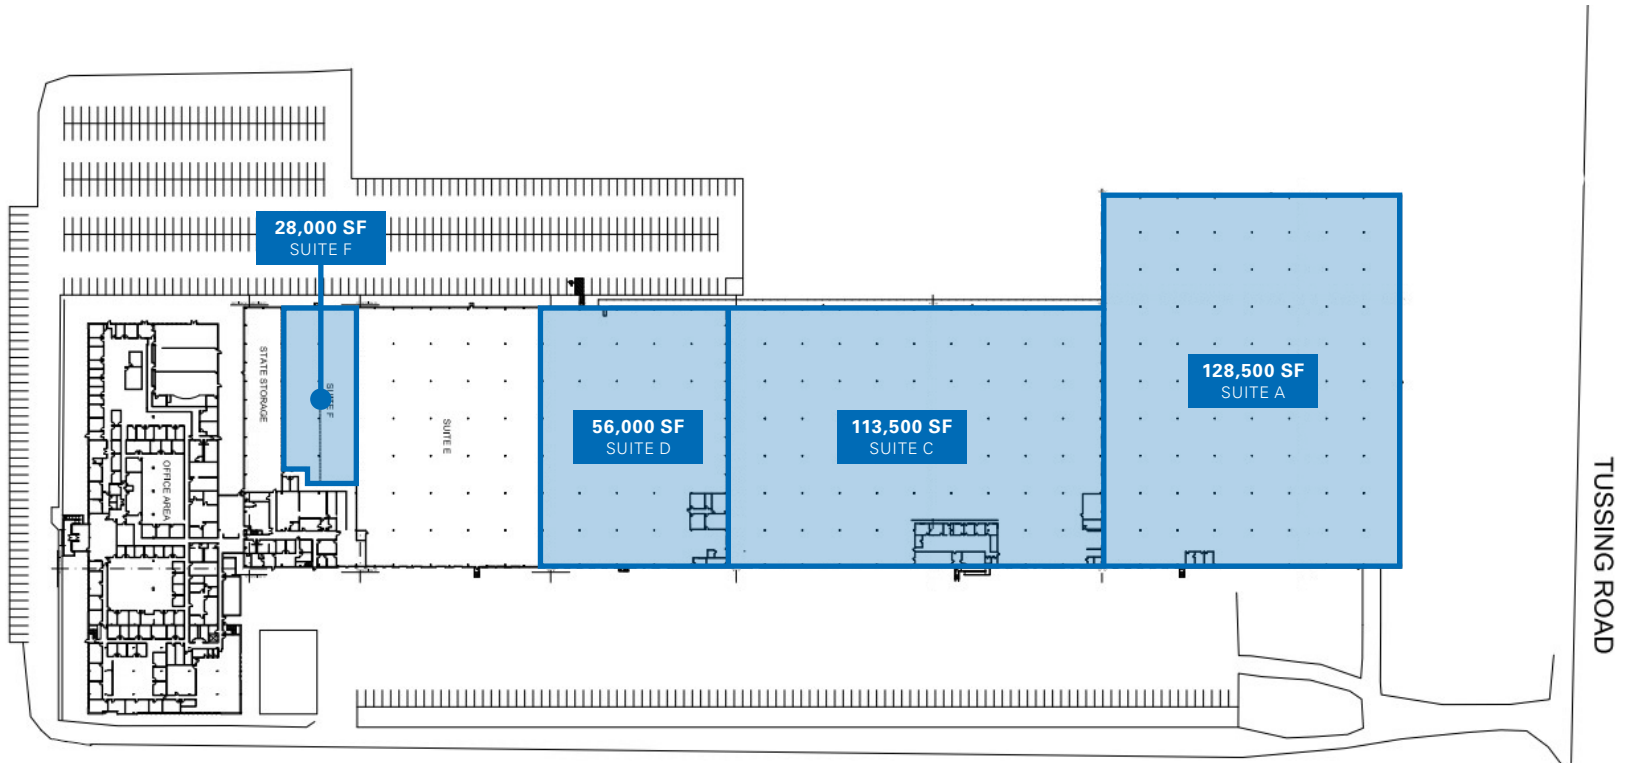 28,000 SF
SUITE F
STATE STORAGE
SUITE F
SUITE E
OFFICE AREA
56,000 SF
SUITE D
113,500 SF
SUITE C
128,500 SF
SUITE A
TUSSING ROAD